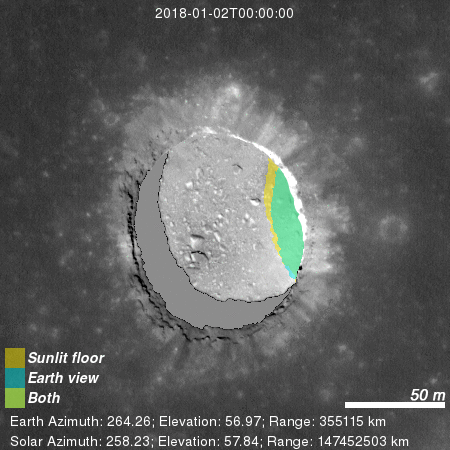 2018-01-02T00:00:00
Sunlit floor
Earth view
Both
50 m
Earth Azimuth: 264.26; Elevation: 56.97; Range: 355115 km
Solar Azimuth: 258.23; Elevation: 57.84; Range: 147452503 km